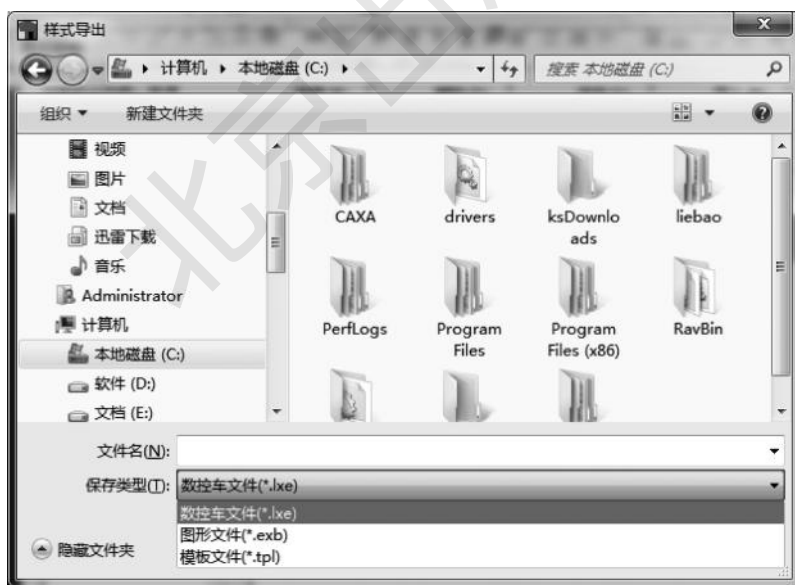 样式导出
计算机 本地磁盘 (C:)
搜索 本地磁盘 (C:)
组织 新建文件夹
视频
图片
文档
迅雷下载
音乐
Administrator
计算机
本地磁盘 (C:)
软件 (D:)
文档 (E:)
CAXA
drivers
ksDownlo
ads
liebao
PerfLogs
Program
Files
Program
Files (x86)
RavBin
文件名(N):
保存类型(T): 数控车文件(*.lxe)
数控车文件(*.lxe)
图形文件(*.exb)
模板文件(*.tpl)
隐藏文件夹
北京出